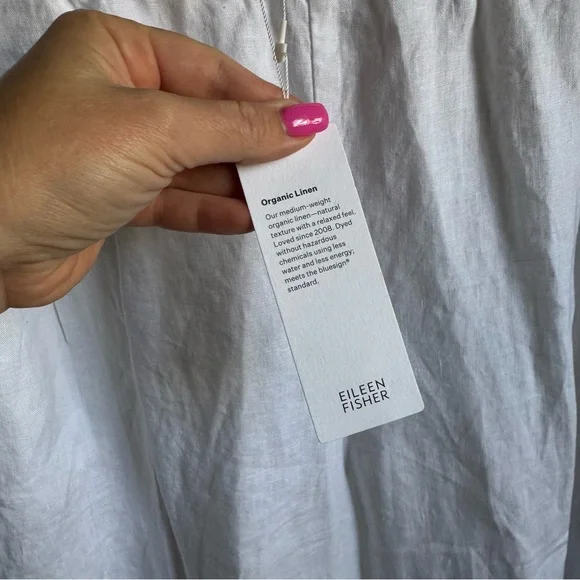 Organic Linen
Our medium-weight
organic linen—natural
texture with a relaxed feel.
Loved since 2008. Dyed
without hazardous
chemicals using less
water and less energy;
meets the bluesign®
standard.
EILEEN
FISHER